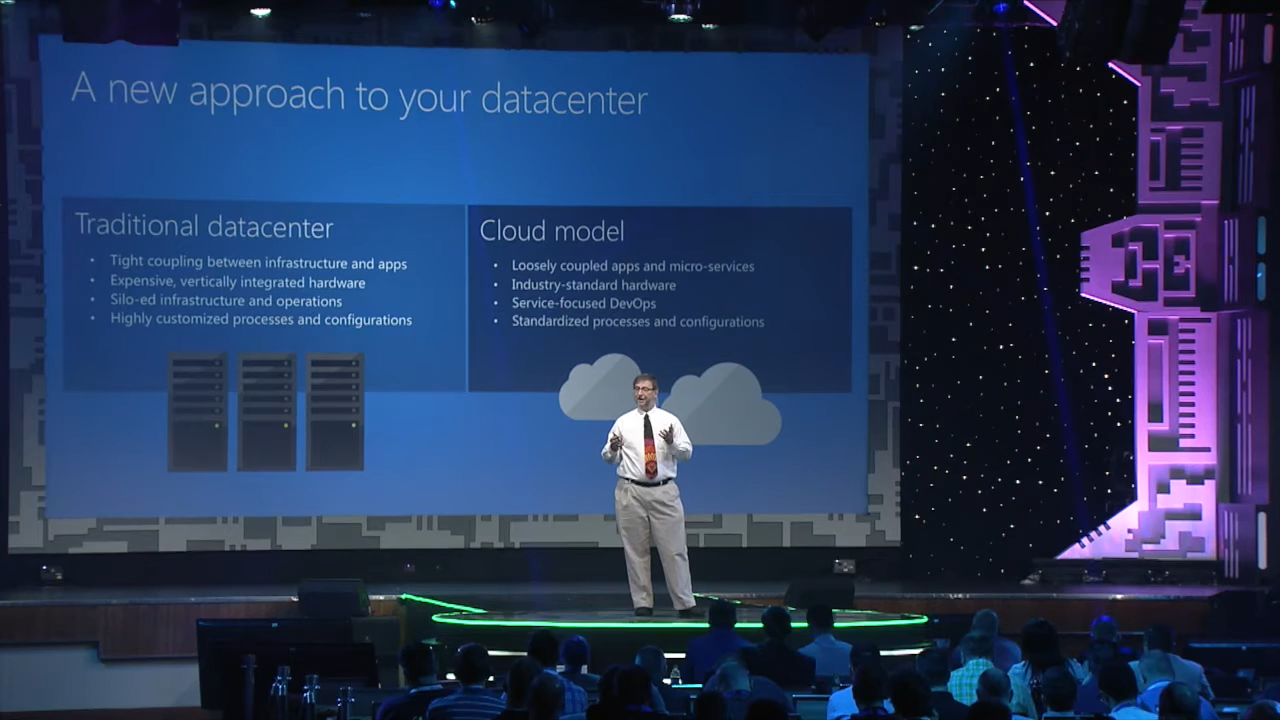 A new approach to your datacenter
Traditional datacenter
• Tight coupling between infrastructure and apps
• Expensive, vertically integrated hardware
• Silo-ed infrastructure and operations
• Highly customized processes and configurations
Cloud model
• Loosely coupled apps and micro-services
• Industry-standard hardware
• Service-focused DevOps
• Standardized processes and configurations